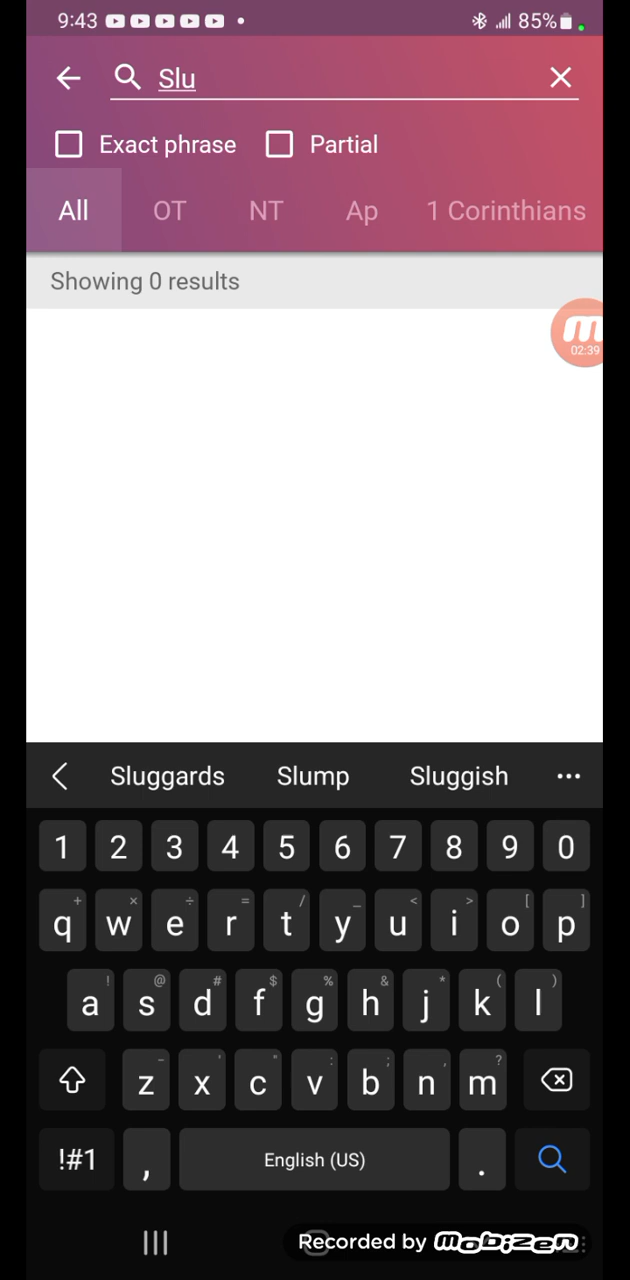 9:43 85%
Slu
Exact phrase Partial
All OT NT Ap 1 Corinthians
Showing 0 results
m
02:39
Sluggards Slump Sluggish ...
1 2 3 4 5 6 7 8 9 0
+ × ÷ = / _ < > [ ]
q w e r t y u i o p
! @ # $ % & * ( )
a s d f g h j k l
- ' " : ; , ?
z x c v b n m
!#1 , English (US) .
Recorded by mobizen